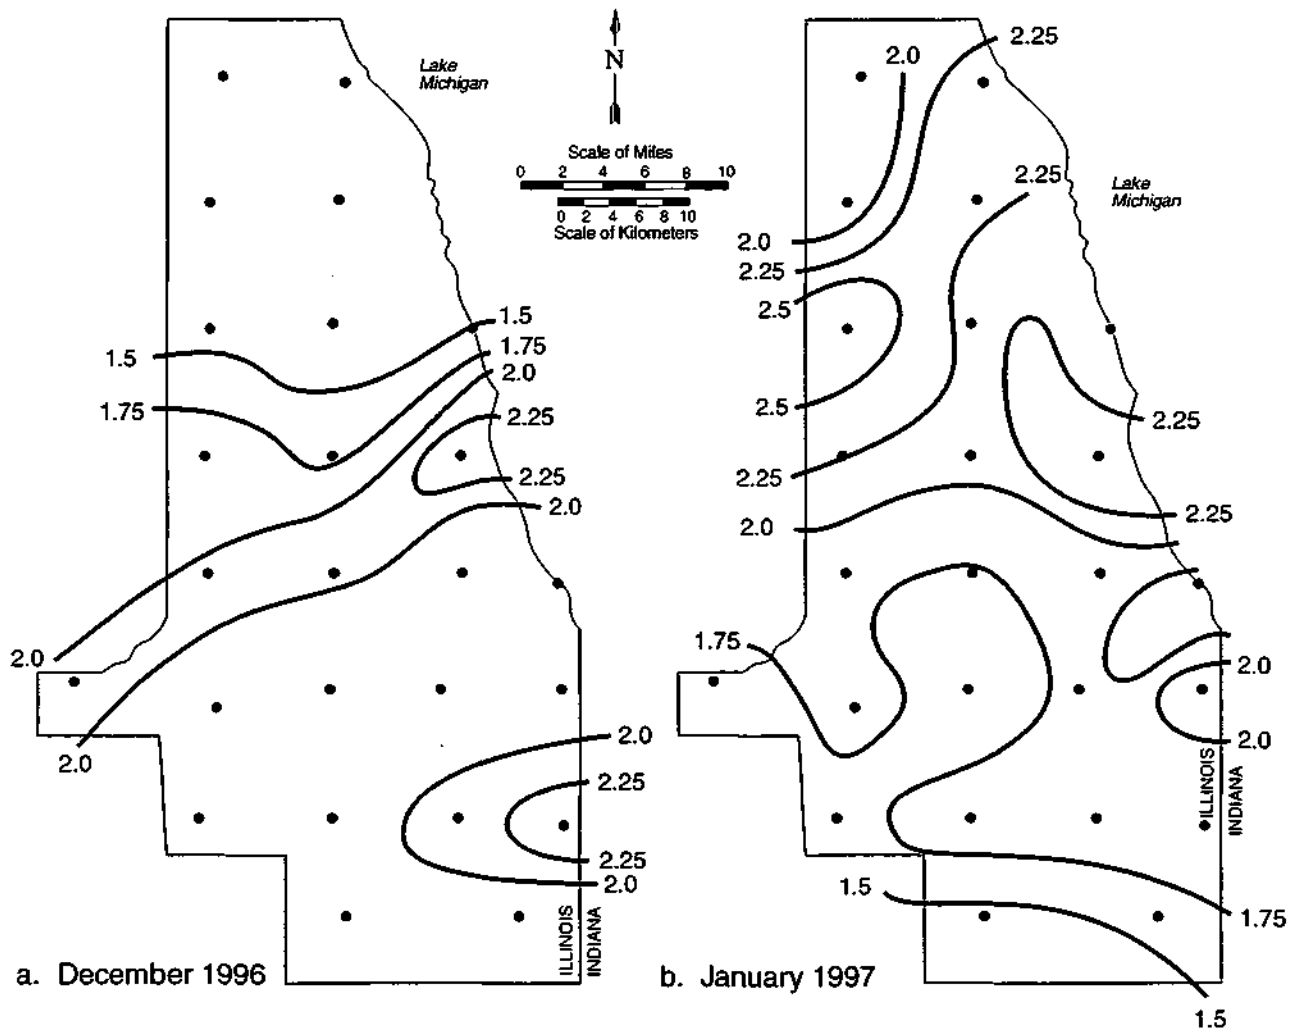 Lake
Michigan
N
Scale of Miles
0 2 4 6 8 10
0 2 4 6 8 10
Scale of Kilometers
1.5
1.5
1.75
2.0
1.75
2.25
2.25
2.0
2.0
2.0
2.0
2.25
2.25
2.0
ILLINOIS
INDIANA
a. December 1996
2.0
2.25
2.25
Lake
Michigan
2.0
2.25
2.5
2.5
2.25
2.25
2.25
2.0
1.75
2.0
2.0
ILLINOIS
INDIANA
1.5
1.75
1.5
b. January 1997